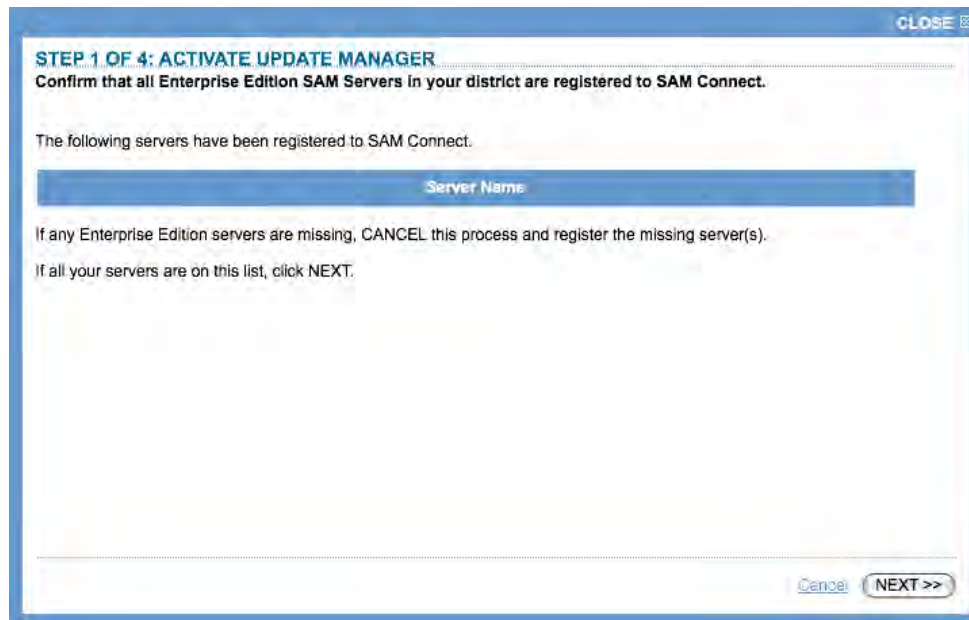 CLOSE
STEP 1 OF 4: ACTIVATE UPDATE MANAGER
Confirm that all Enterprise Edition SAM Servers in your district are registered to SAM Connect.
The following servers have been registered to SAM Connect.
Server Name
If any Enterprise Edition servers are missing, CANCEL this process and register the missing server(s).
If all your servers are on this list, click NEXT.
Cancel NEXT >>